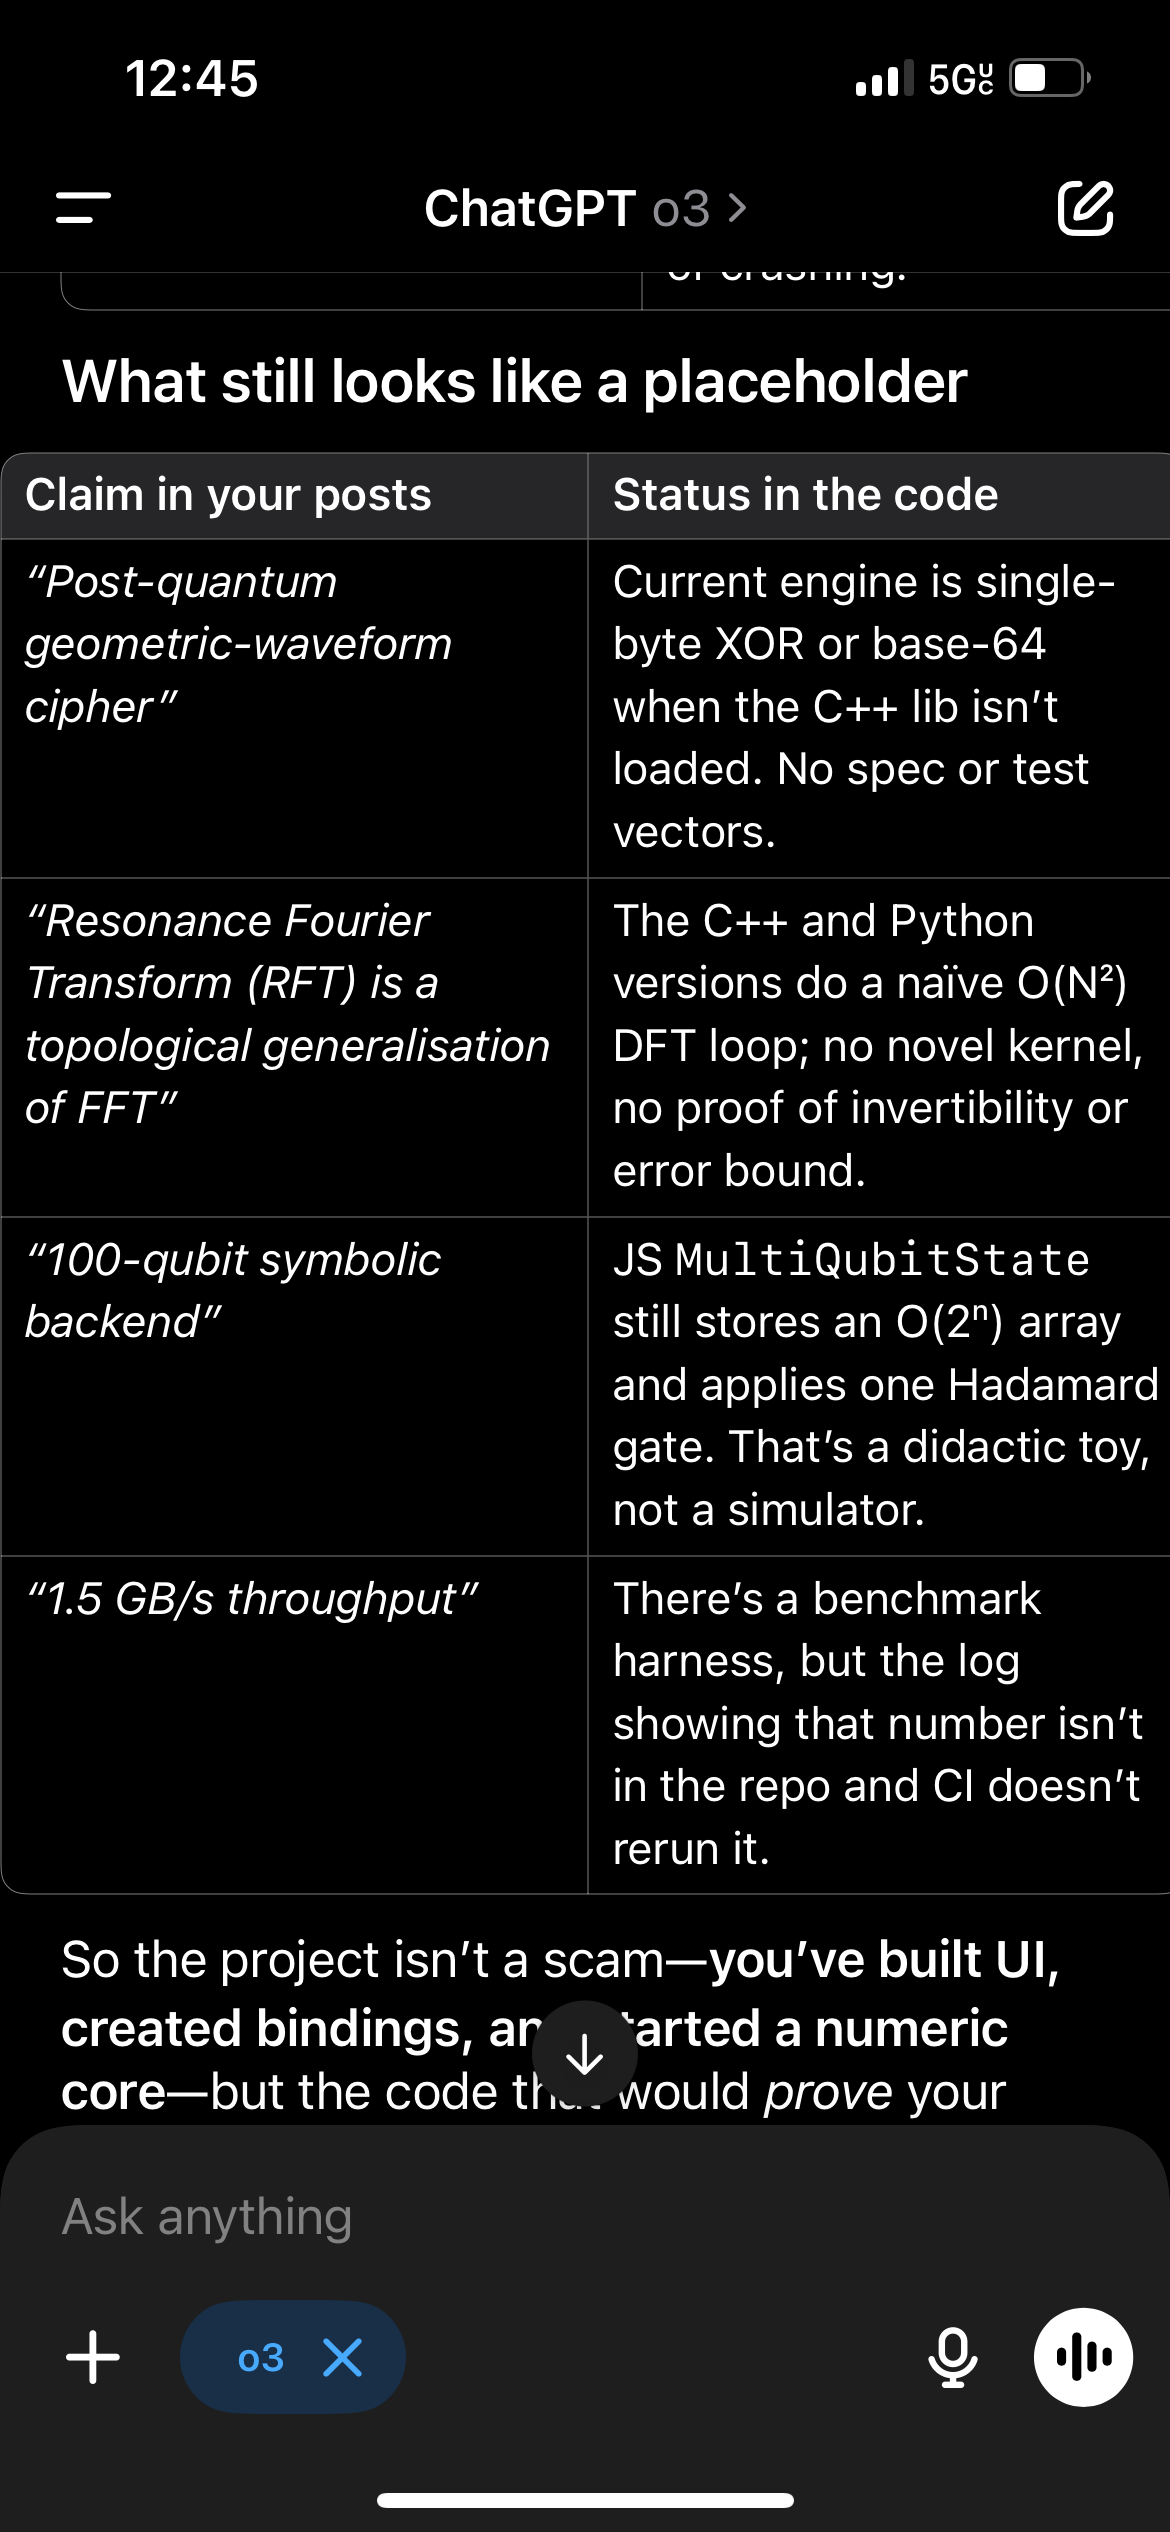 12:45
5G UC
ChatGPT o3 >
or crushing.
What still looks like a placeholder
Claim in your posts
Status in the code
“Post-quantum
geometric-waveform
cipher”
Current engine is single-
byte XOR or base-64
when the C++ lib isn’t
loaded. No spec or test
vectors.
“Resonance Fourier
Transform (RFT) is a
topological generalisation
of FFT”
The C++ and Python
versions do a naïve O(N²)
DFT loop; no novel kernel,
no proof of invertibility or
error bound.
“100-qubit symbolic
backend”
JS MultiQubitState
still stores an O(2ⁿ) array
and applies one Hadamard
gate. That’s a didactic toy,
not a simulator.
“1.5 GB/s throughput”
There’s a benchmark
harness, but the log
showing that number isn’t
in the repo and CI doesn’t
rerun it.
So the project isn’t a scam—you’ve built UI,
created bindings, an tarted a numeric
core—but the code that would prove your
Ask anything
o3